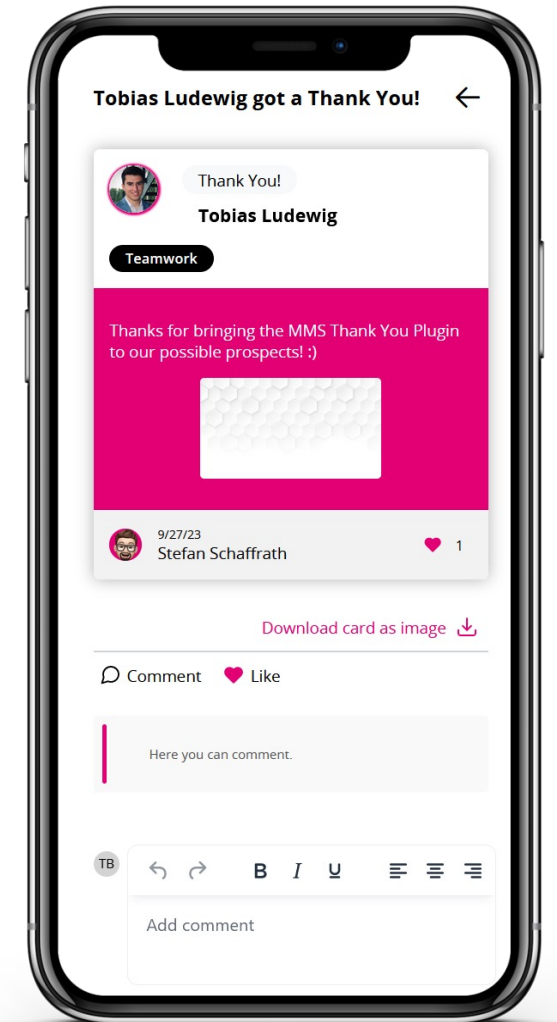 Tobias Ludewig got a Thank You!
Thank You!
Tobias Ludewig
Teamwork
Thanks for bringing the MMS Thank You Plugin
to our possible prospects! :)
9/27/23
Stefan Schaffrath
1
Download card as image
Comment Like
Here you can comment.
TB
B I U
Add comment